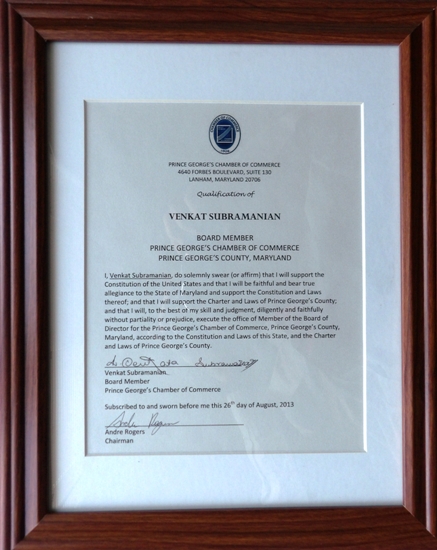 PRINCE GEORGE'S CHAMBER OF COMMERCE
4640 FORBES BOULEVARD, SUITE 130
LANHAM, MARYLAND 20706
Qualification of
VENKAT SUBRAMANIAN
BOARD MEMBER
PRINCE GEORGE'S CHAMBER OF COMMERCE
PRINCE GEORGE'S COUNTY, MARYLAND
I, Venkat Subramanian, do solemnly swear (or affirm) that I will support the
Constitution of the United States and that I will be faithful and bear true
allegiance to the State of Maryland and support the Constitution and Laws
thereof; and that I will support the Charter and Laws of Prince George's County;
and that I will, to the best of my skill and judgment, diligently and faithfully
without partiality or prejudice, execute the office of Member of the Board of
Director for the Prince George's Chamber of Commerce, Prince George's County,
Maryland, according to the Constitution and Laws of this State, and the Charter
and Laws of Prince George's County.
Venkat Subramanian
Board Member
Prince George's Chamber of Commerce
Subscribed to and sworn before me this 26th day of August, 2013
Andre Rogers
Chairman